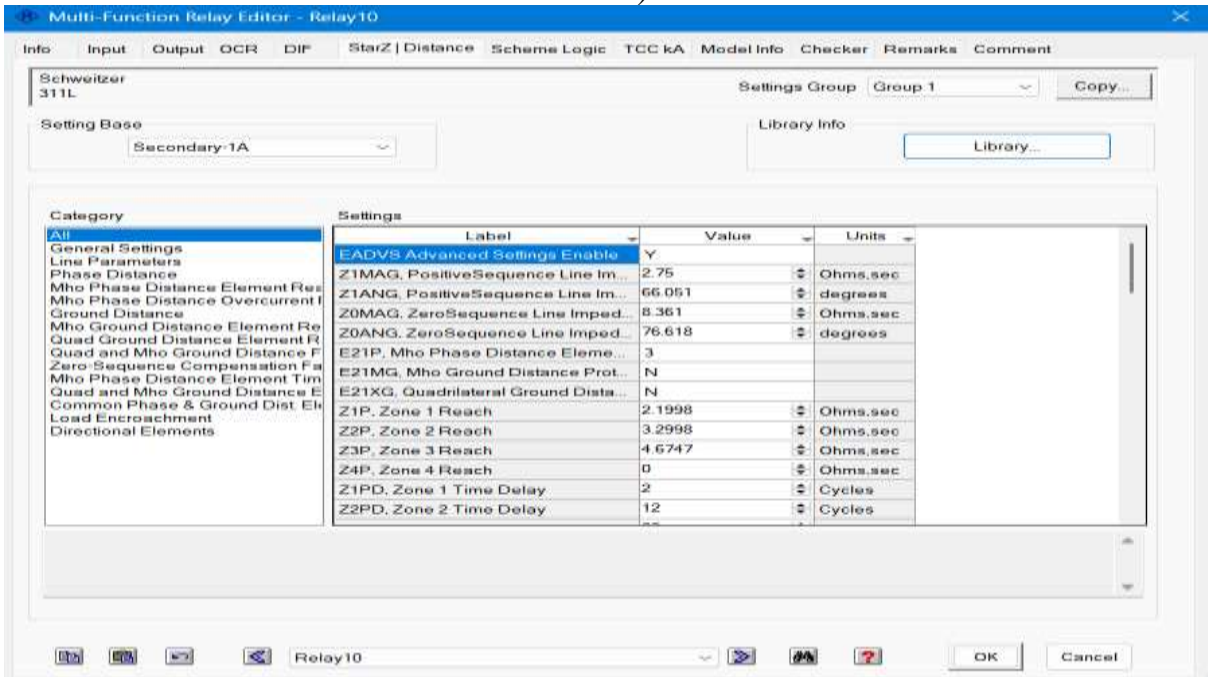 Multi-Function Relay Editor - Relay10
Info Input Output OCR DIF StarZ | Distance Scheme Logic TCC kA Model Info Checker Remarks Comment
Schweitzer
311L
Settings Group Group 1 Copy...
Setting Base
Secondary-1A
Library Info
Library...
Category
All
General Settings
Line Parameters
Phase Distance
Mho Phase Distance Element Res
Mho Phase Distance Overcurrent F
Ground Distance
Mho Ground Distance Element Re
Quad Ground Distance Element R
Quad and Mho Ground Distance F
Zero-Sequence Compensation Fa
Mho Phase Distance Element Tim
Quad and Mho Ground Distance E
Common Phase & Ground Dist. Ele
Load Encroachment
Directional Elements
Settings
Label Value Units
EADVS Advanced Settings Enable Y
Z1MAG, PositiveSequence Line Im... 2.75 Ohms,sec
Z1ANG, PositiveSequence Line Im... 66.051 degrees
Z0MAG, ZeroSequence Line Imped... 8.361 Ohms,sec
Z0ANG, ZeroSequence Line Imped... 76.618 degrees
E21P, Mho Phase Distance Eleme... 3
E21MG, Mho Ground Distance Prot... N
E21XG, Quadrilateral Ground Dista... N
Z1P, Zone 1 Reach 2.1998 Ohms,sec
Z2P, Zone 2 Reach 3.2998 Ohms,sec
Z3P, Zone 3 Reach 4.6747 Ohms,sec
Z4P, Zone 4 Reach 0 Ohms,sec
Z1PD, Zone 1 Time Delay 2 Cycles
Z2PD, Zone 2 Time Delay 12 Cycles
Relay10 OK Cancel